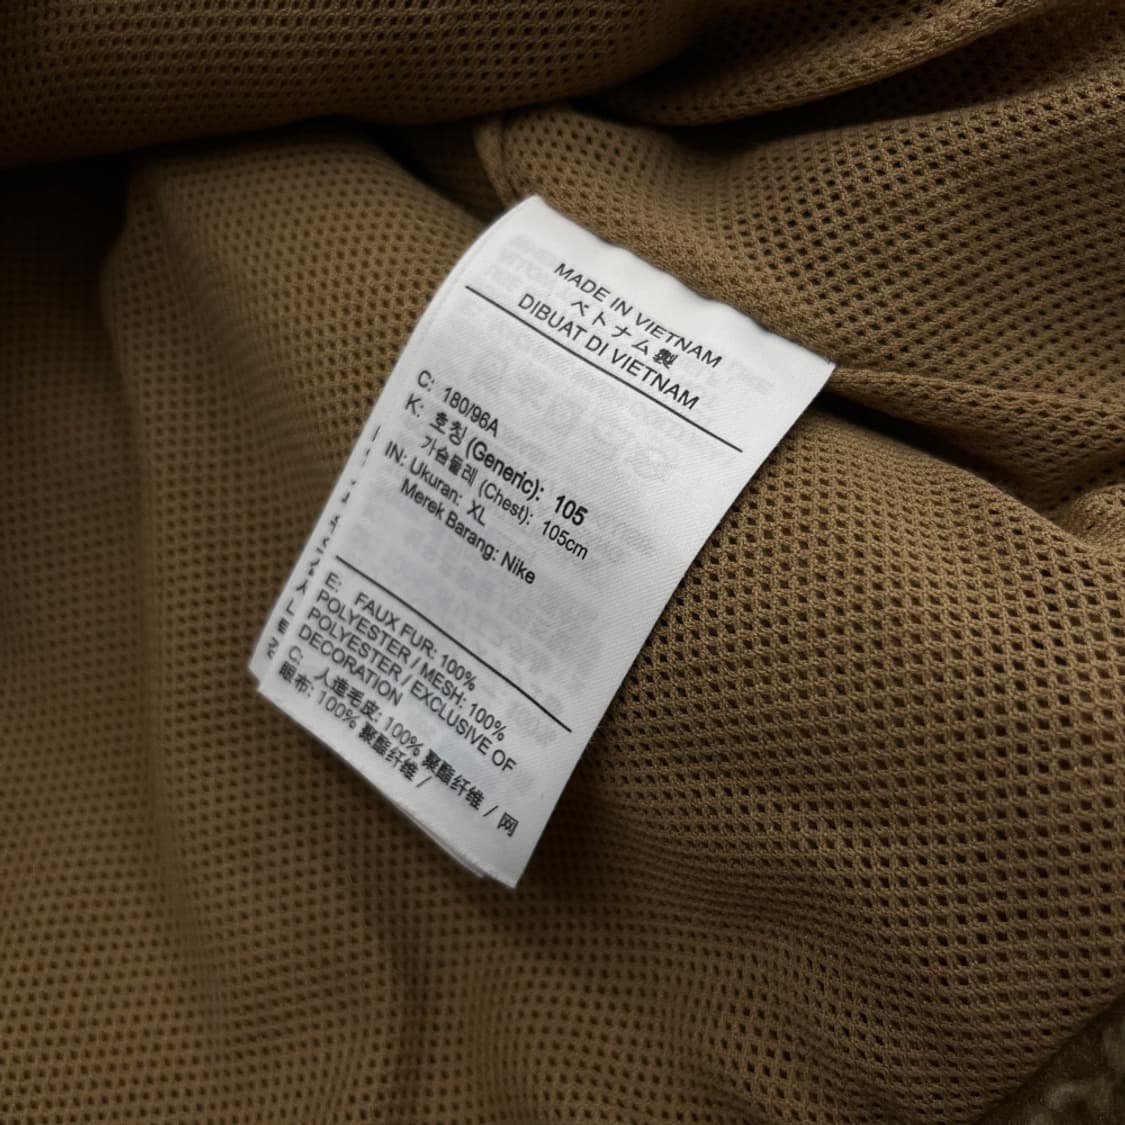 MADE IN VIETNAM
ベトナム製
DIBUAT DI VIETNAM
C: 180/96A
K: 호칭 (Generic): 105
가슴둘레 (Chest): 105cm
IN: Ukuran: XL
Merek Barang: Nike
E: FAUX FUR: 100%
POLYESTER / MESH: 100%
POLYESTER / EXCLUSIVE OF
DECORATION
C: 人造毛皮: 100% 聚酯纤维 / 网
眼布: 100% 聚酯纤维 /